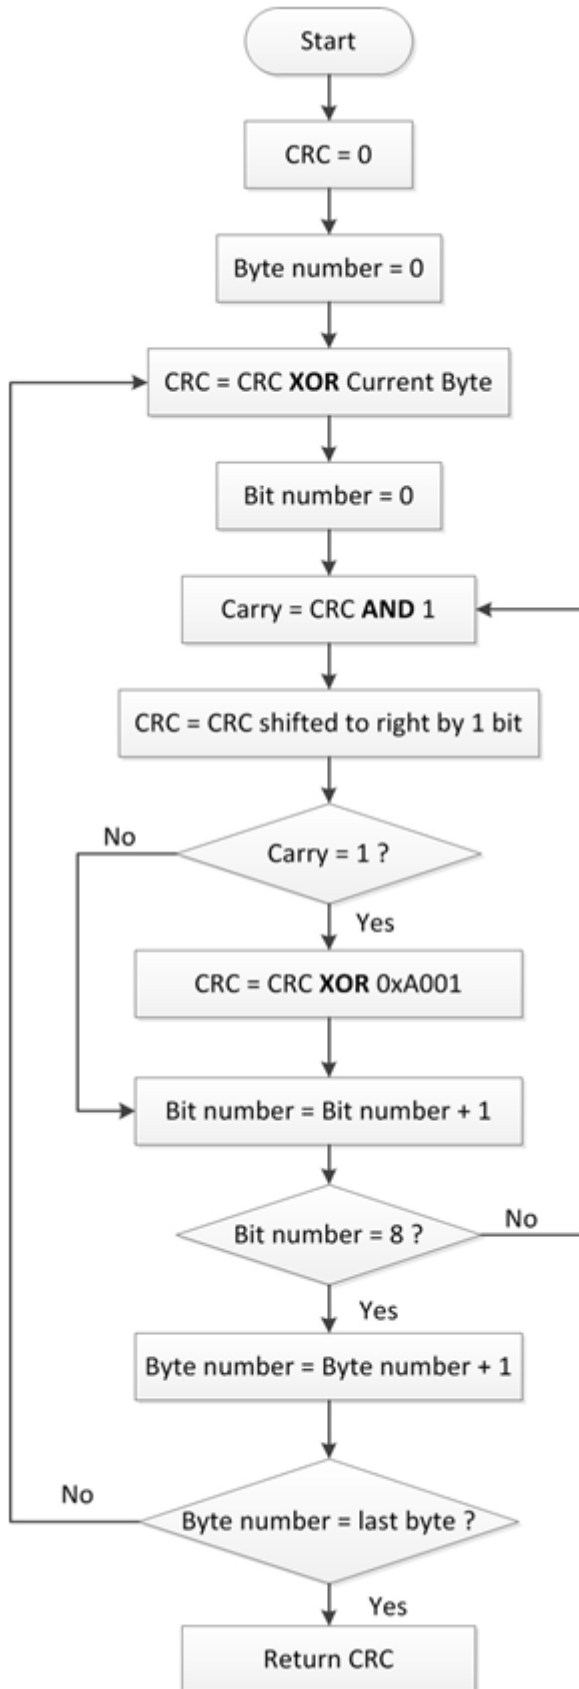 Start
CRC = 0
Byte number = 0
CRC = CRC XOR Current Byte
Bit number = 0
Carry = CRC AND 1
CRC = CRC shifted to right by 1 bit
No
Carry = 1 ?
Yes
CRC = CRC XOR 0xA001
Bit number = Bit number + 1
Bit number = 8 ?
No
Yes
Byte number = Byte number + 1
No
Byte number = last byte ?
Yes
Return CRC